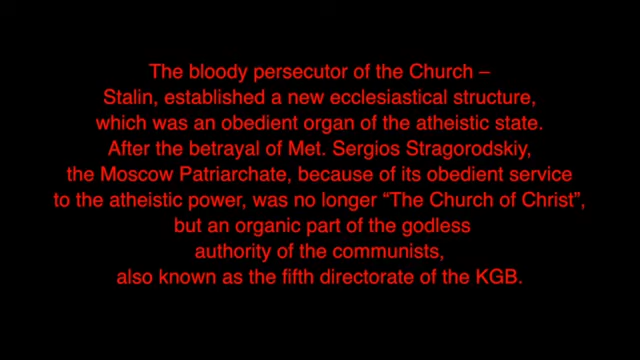 The bloody persecutor of the Church –
Stalin, established a new ecclesiastical structure,
which was an obedient organ of the atheistic state.
After the betrayal of Met. Sergios Stragorodskiy,
the Moscow Patriarchate, because of its obedient service
to the atheistic power, was no longer “The Church of Christ”,
but an organic part of the godless
authority of the communists,
also known as the fifth directorate of the KGB.